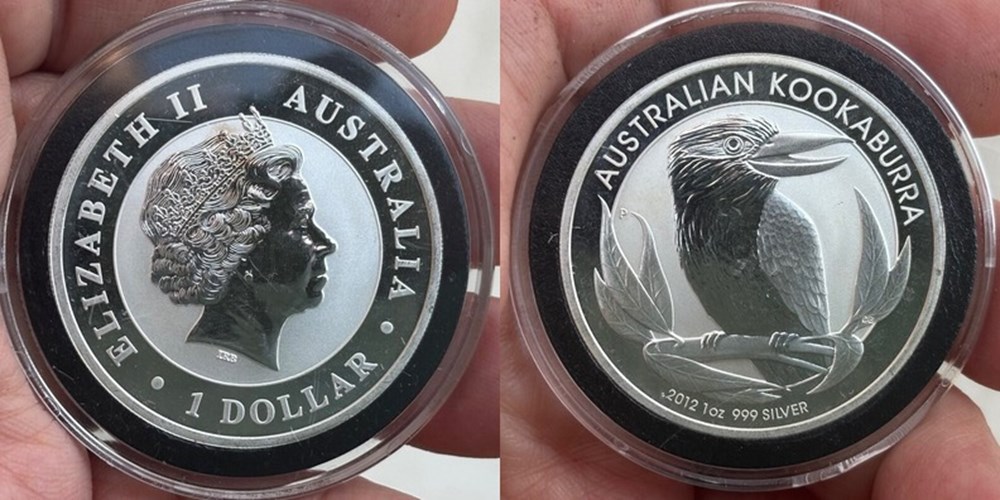 ELIZABETH II AUSTRALIA
1 DOLLAR
IRB
AUSTRALIAN KOOKABURRA
P
2012 1oz 999 SILVER